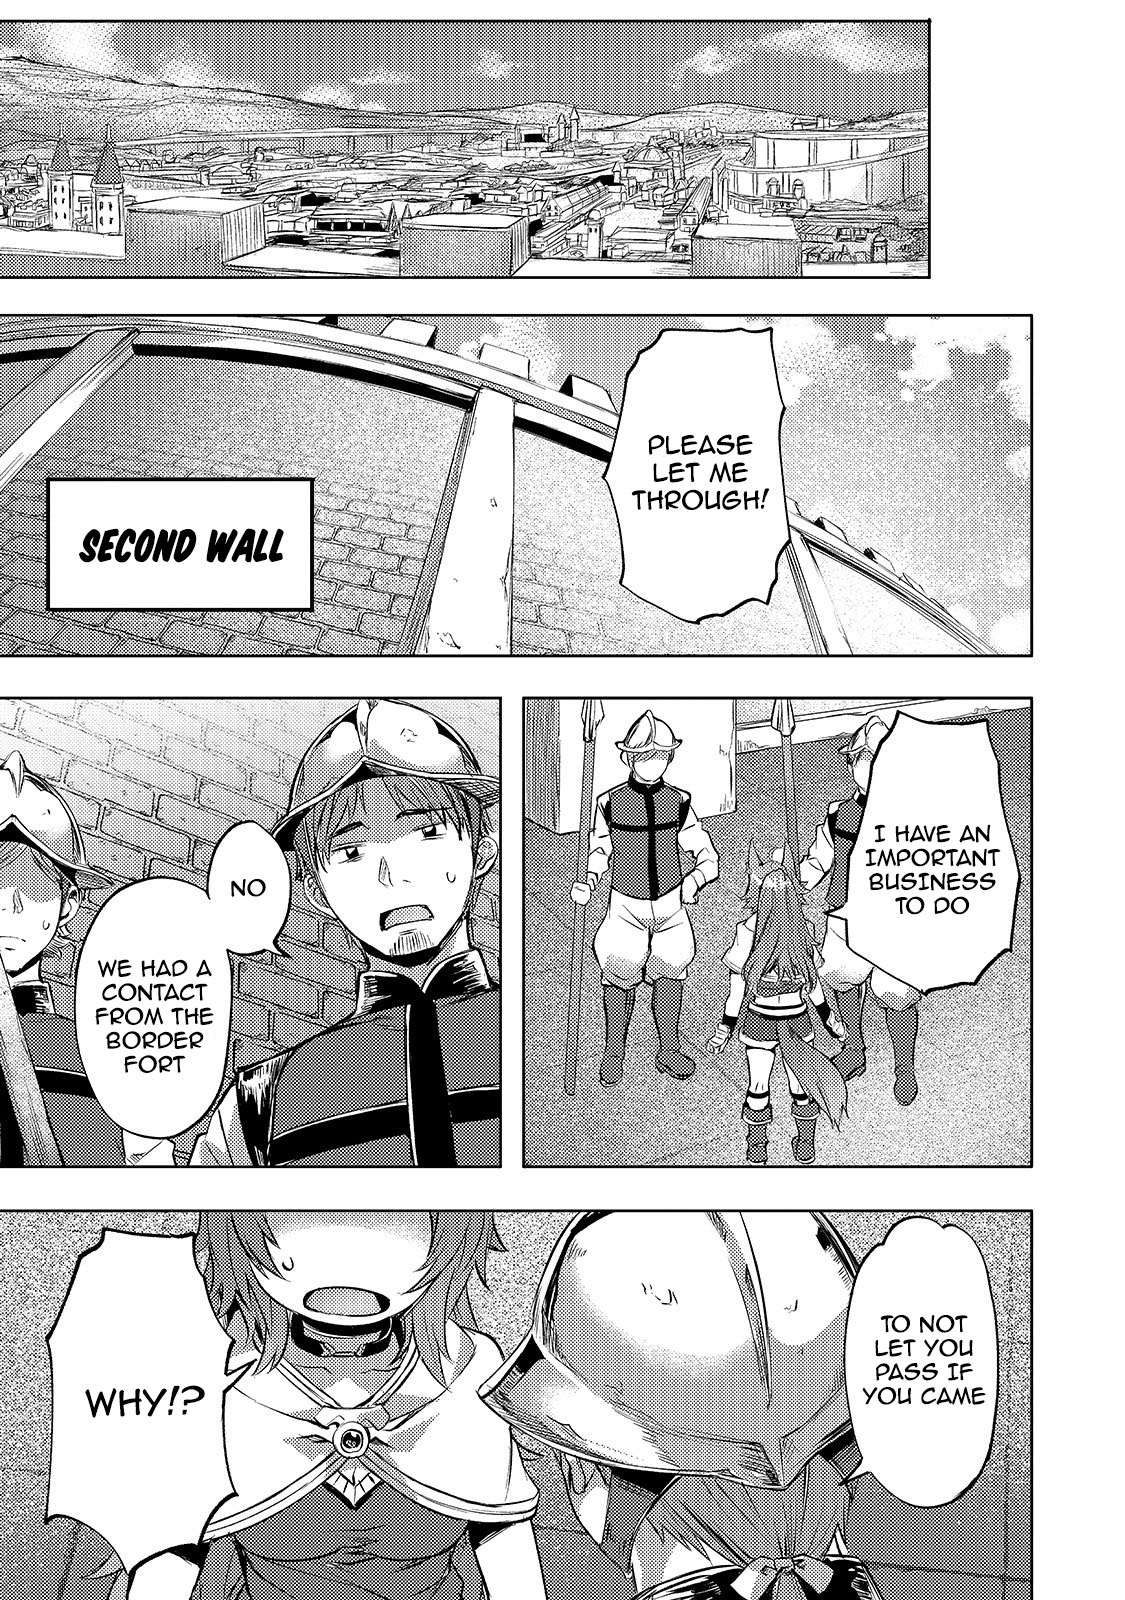 PLEASE
LET ME
THROUGH!
SECOND WALL
I HAVE AN
IMPORTANT
BUSINESS
TO DO
NO
WE HAD A
CONTACT
FROM THE
BORDER
FORT
TO NOT
LET YOU
PASS IF
YOU CAME
WHY!?